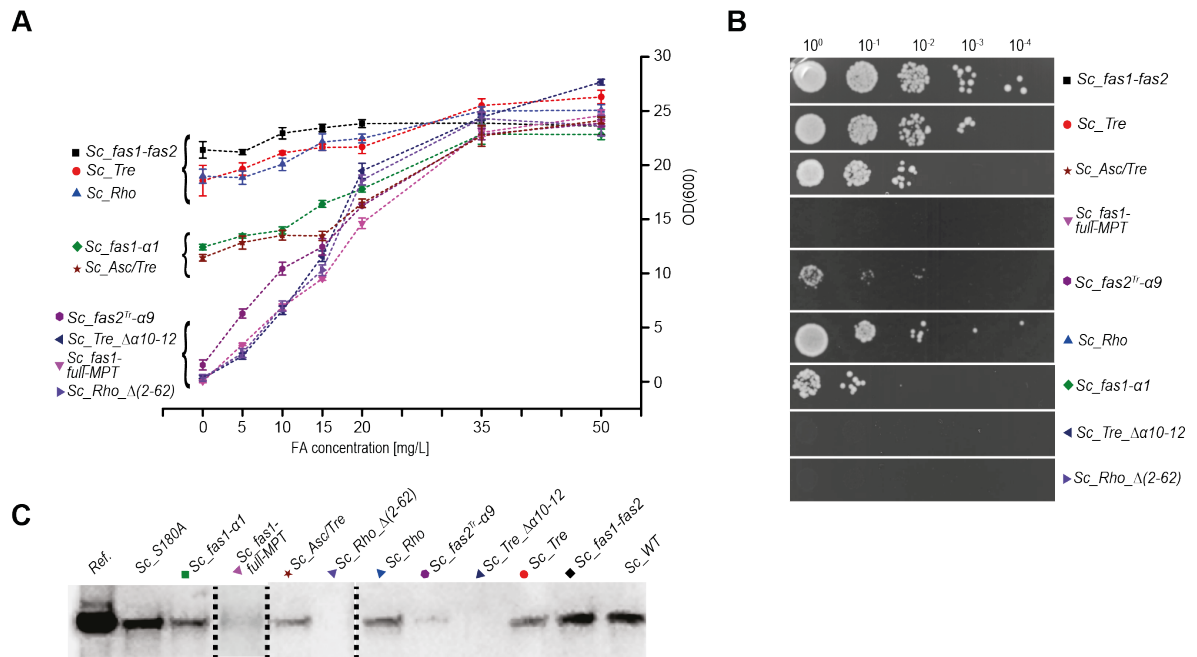 A
Sc_fas1-fas2
Sc_Tre
Sc_Rho
Sc_fas1-α1
Sc_Asc/Tre
Sc_fas2Tr-α9
Sc_Tre_Δα10-12
Sc_fas1-
full-MPT
Sc_Rho_Δ(2-62)
30
25
20
15
10
5
0
OD(600)
0 5 10 15 20 35 50
FA concentration [mg/L]
B
10⁰ 10⁻¹ 10⁻² 10⁻³ 10⁻⁴
Sc_fas1-fas2
Sc_Tre
Sc_Asc/Tre
Sc_fas1-
full-MPT
Sc_fas2Tr-α9
Sc_Rho
Sc_fas1-α1
Sc_Tre_Δα10-12
Sc_Rho_Δ(2-62)
C
Ref.
Sc_S180A
Sc_fas1-α1
Sc_fas1-
full-MPT
Sc_Asc/Tre
Sc_Rho_Δ(2-62)
Sc_Rho
Sc_fas2Tr-α9
Sc_Tre_Δα10-12
Sc_Tre
Sc_fas1-fas2
Sc_WT